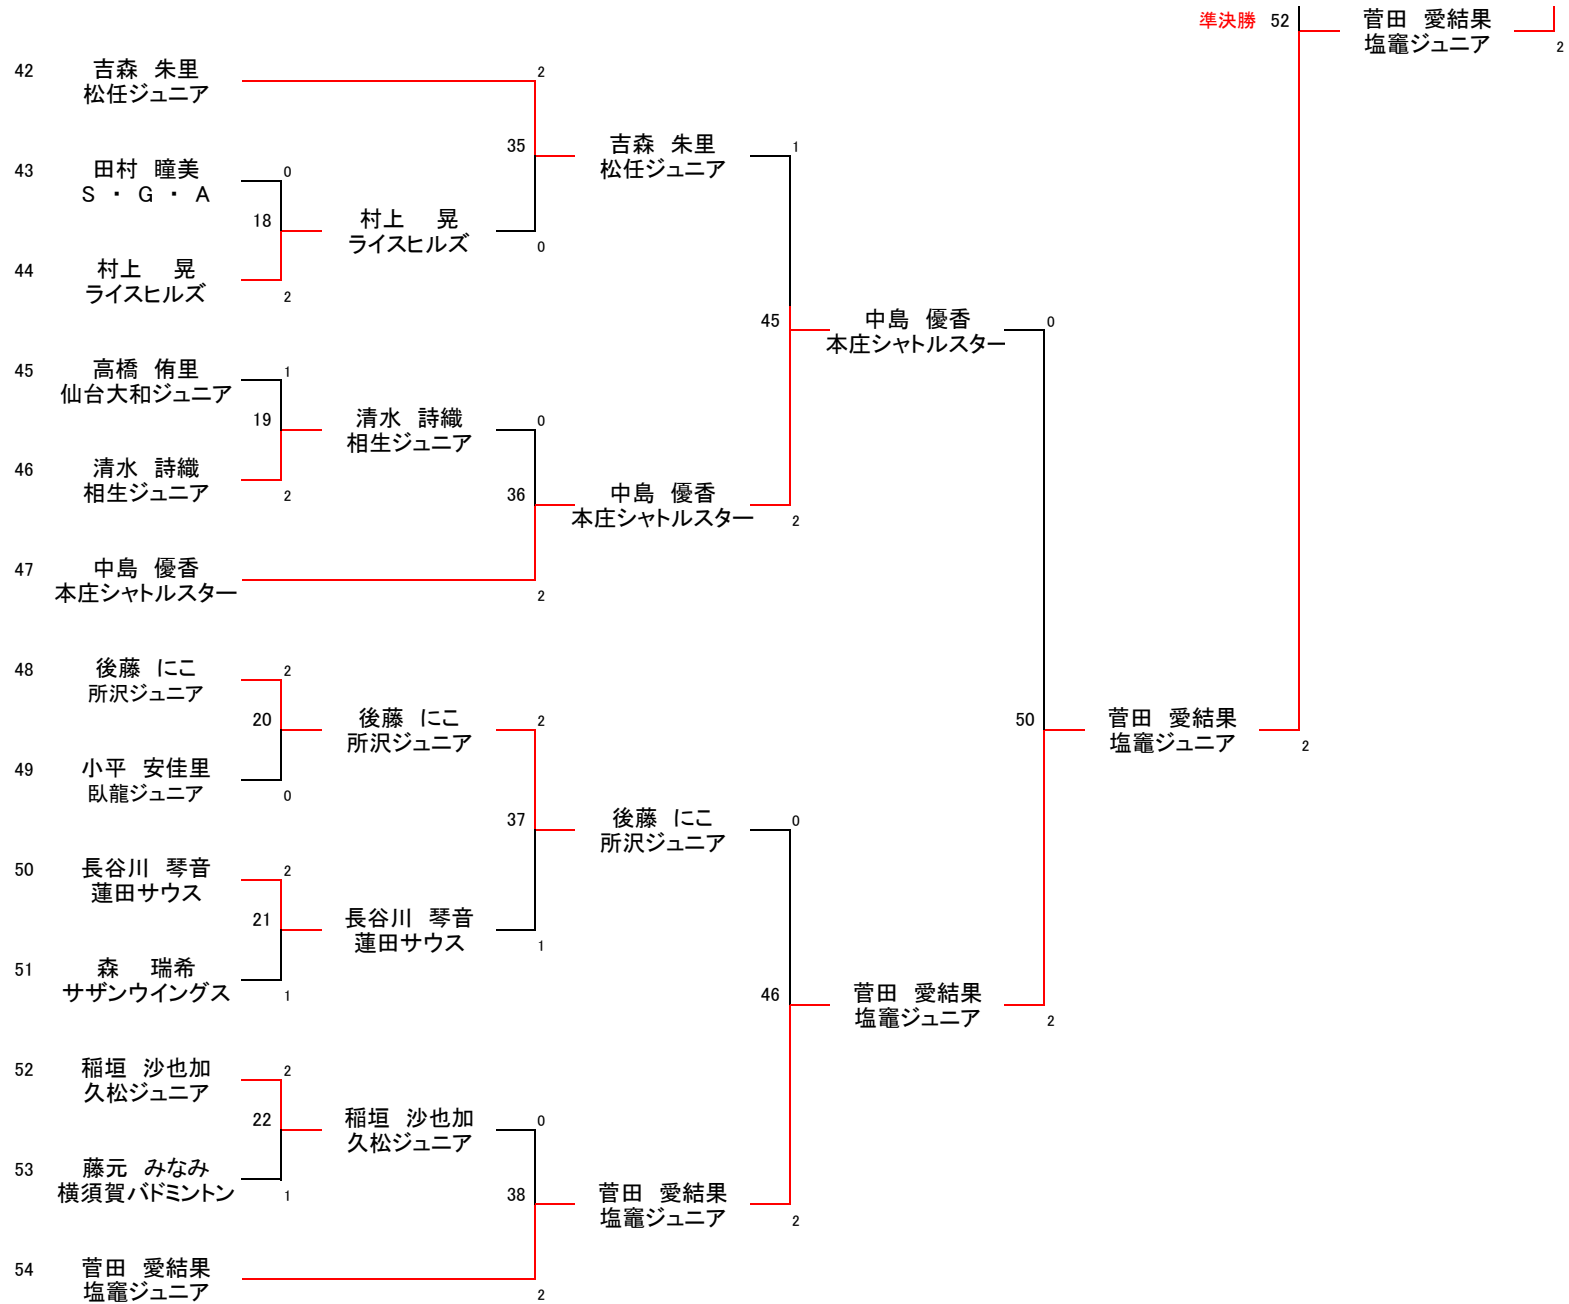 準決勝 52 菅田 愛結果
塩竈ジュニア 2
42 吉森 朱里 2
松任ジュニア
35 吉森 朱里 1
松任ジュニア
43 田村 瞳美 0
S ・ G ・ A
18 村上 晃
ライスヒルズ 0
44 村上 晃
ライスヒルズ 2
45 中島 優香 0
本庄シャトルスター
45 高橋 侑里 1
仙台大和ジュニア
19 清水 詩織 0
相生ジュニア
46 清水 詩織
相生ジュニア 2
36 中島 優香
本庄シャトルスター 2
47 中島 優香
本庄シャトルスター 2
48 後藤 にこ 2
所沢ジュニア
20 後藤 にこ 2
所沢ジュニア
50 菅田 愛結果
塩竈ジュニア 2
49 小平 安佳里
臥龍ジュニア 0
37 後藤 にこ 0
所沢ジュニア
50 長谷川 琴音 2
蓮田サウス
21 長谷川 琴音
蓮田サウス 1
51 森 瑞希
サザンウイングス 1
46 菅田 愛結果
塩竈ジュニア 2
52 稲垣 沙也加 2
久松ジュニア
22 稲垣 沙也加 0
久松ジュニア
53 藤元 みなみ
横須賀バドミントン 1
38 菅田 愛結果
塩竈ジュニア 2
54 菅田 愛結果
塩竈ジュニア 2